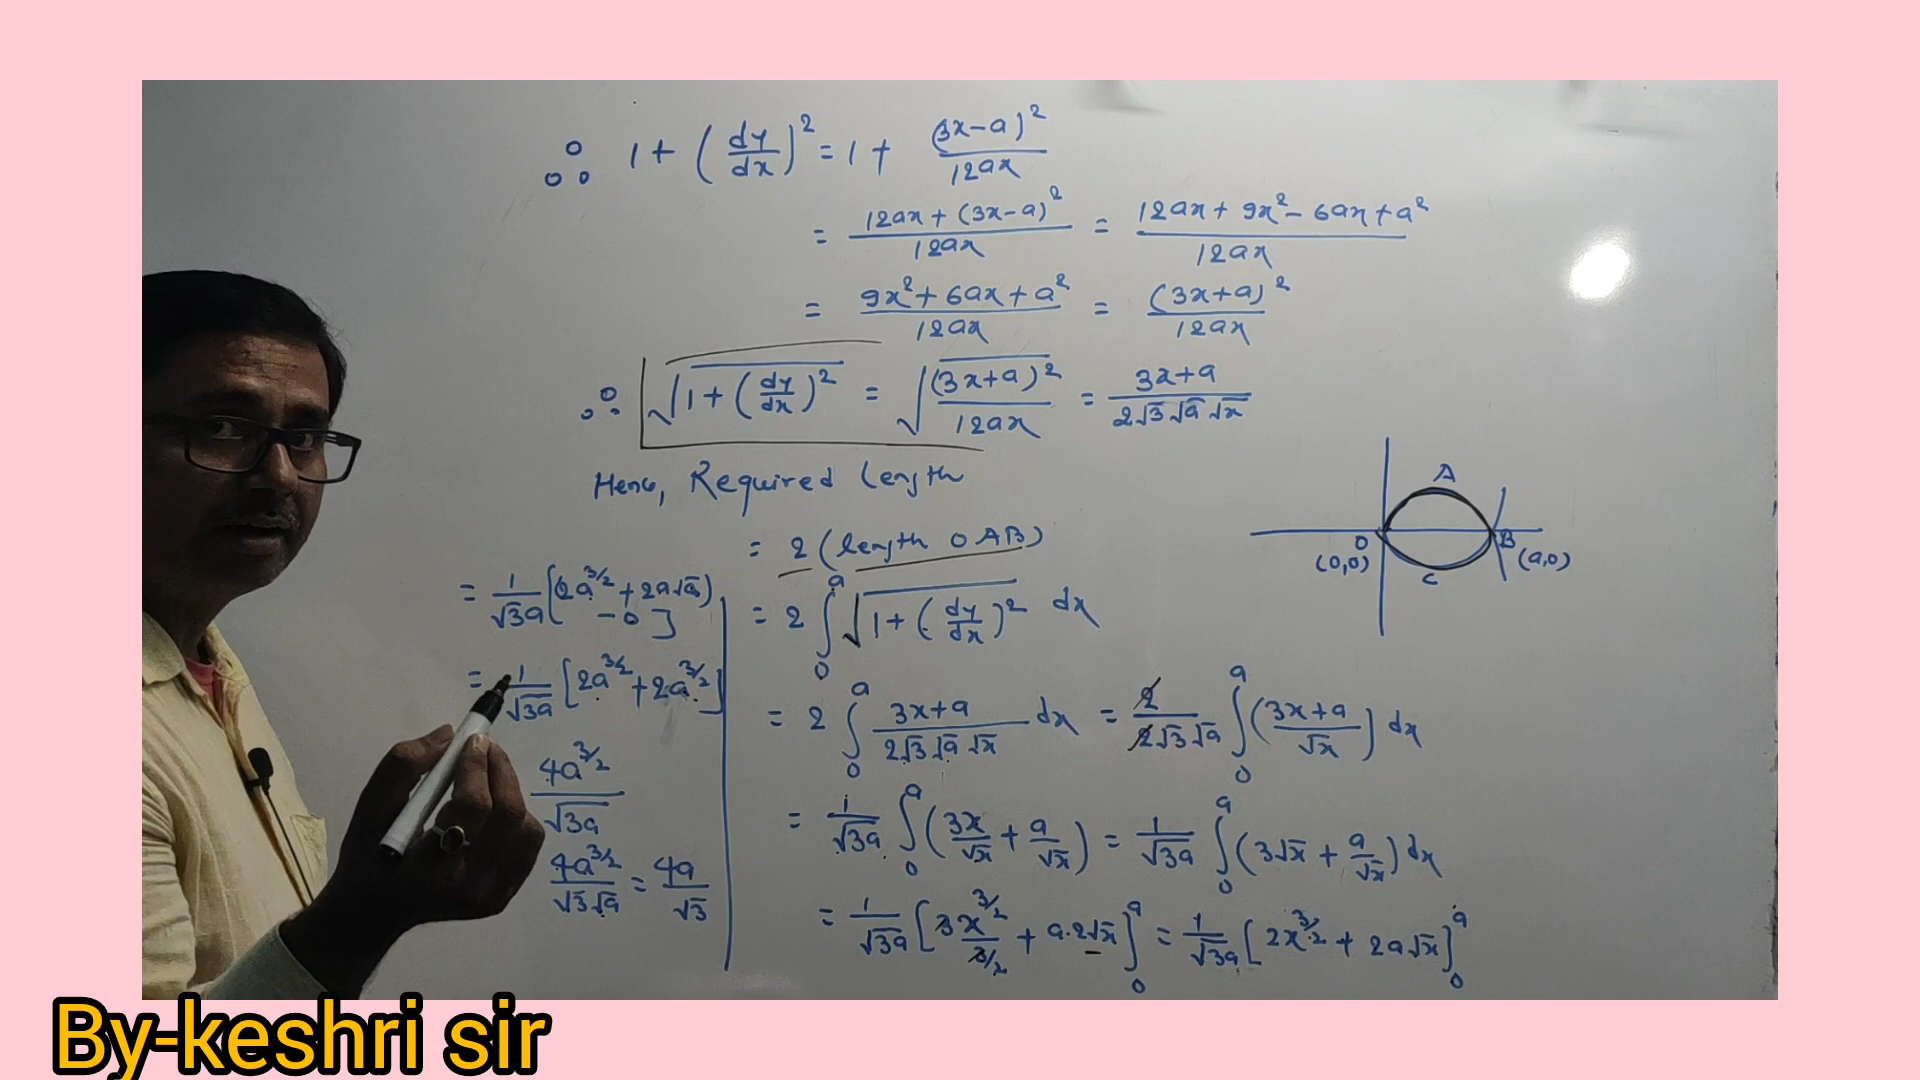 ∴ 1 + (dy/dx)² = 1 + (3x-a)²/12ax
= 12ax + (3x-a)²/12ax = 12ax + 9x² - 6ax + a²/12ax
= 9x² + 6ax + a²/12ax = (3x+a)²/12ax
∴ √1 + (dy/dx)² = √(3x+a)²/12ax = 3x+a/2√3√a√x
Hence, Required length
= 2 (length OAB)
= 2 ∫₀ᵃ √1 + (dy/dx)² dx
= 2 ∫₀ᵃ 3x+a/2√3√a√x dx = 2/2√3√a ∫₀ᵃ (3x+a/√x) dx
= 1/√3a ∫₀ᵃ (3x/√x + a/√x) = 1/√3a ∫₀ᵃ (3√x + a/√x) dx
= 1/√3a [3x^3/2/3/2 + a·2√x]₀ᵃ = 1/√3a [2x^3/2 + 2a√x]₀ᵃ
= 1/√3a [(2a^3/2 + 2a√a) - 0]
= 1/√3a [2a^3/2 + 2a^3/2]
4a^3/2/√3a
4a^3/2/√3√a = 4a/√3
A
O
B
(0,0)
(a,0)
C
By-keshri sir